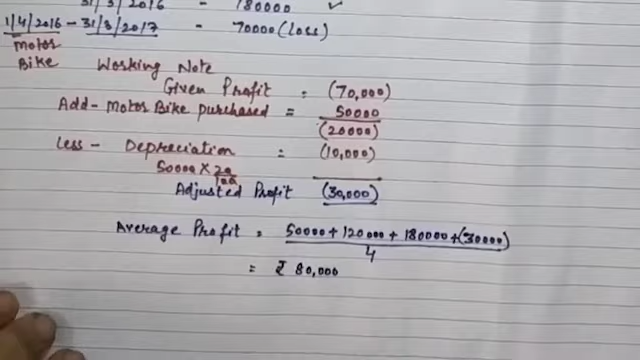 31/3/2016 - 180000 ✓
1/4/2016 - 31/3/2017 - 70000 (loss)
Motor
Bike Working Note
Given Profit : (70,000)
Add - Motor Bike purchased = 50000
(20000)
less - Depreciation : (10,000)
50000 X 20/100
Adjusted Profit (30,000)
Average Profit = 50000 + 120000 + 180000 + (30000)
4
= ₹ 80,000